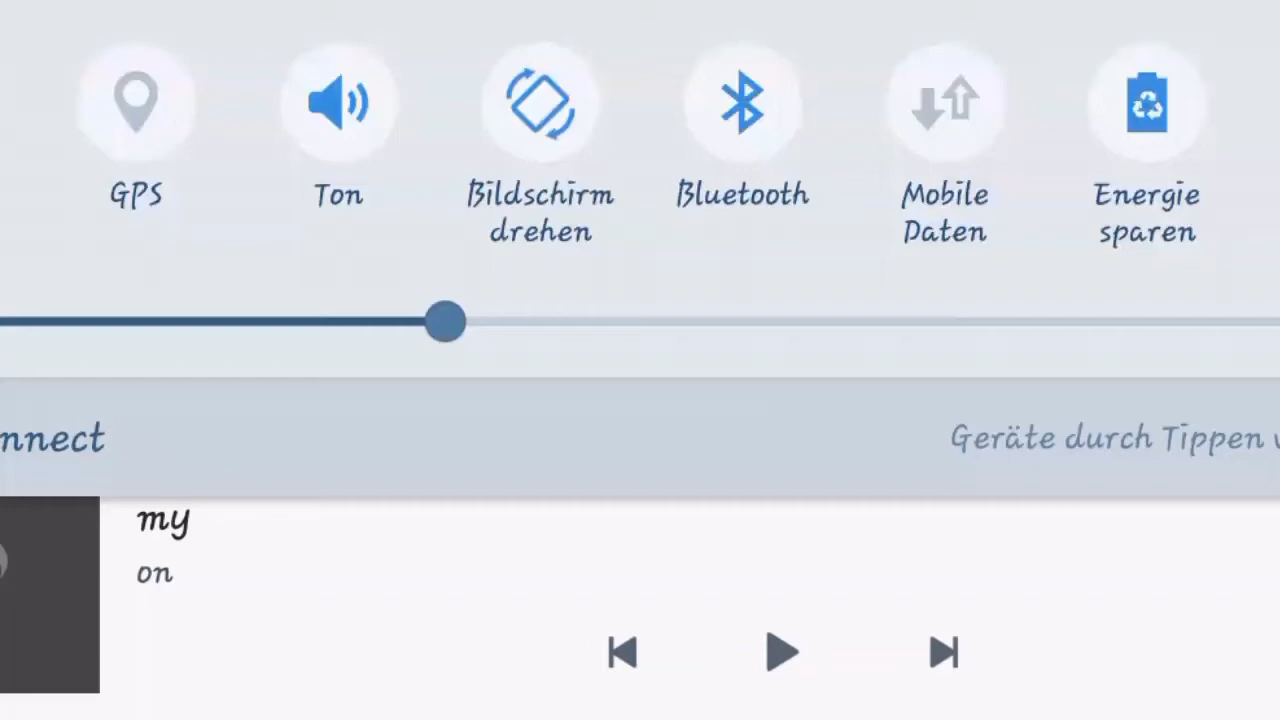 GPS
Ton
Bildschirm
drehen
Bluetooth
Mobile
Daten
Energie
sparen
nnect
Geräte durch Tippen
my
on